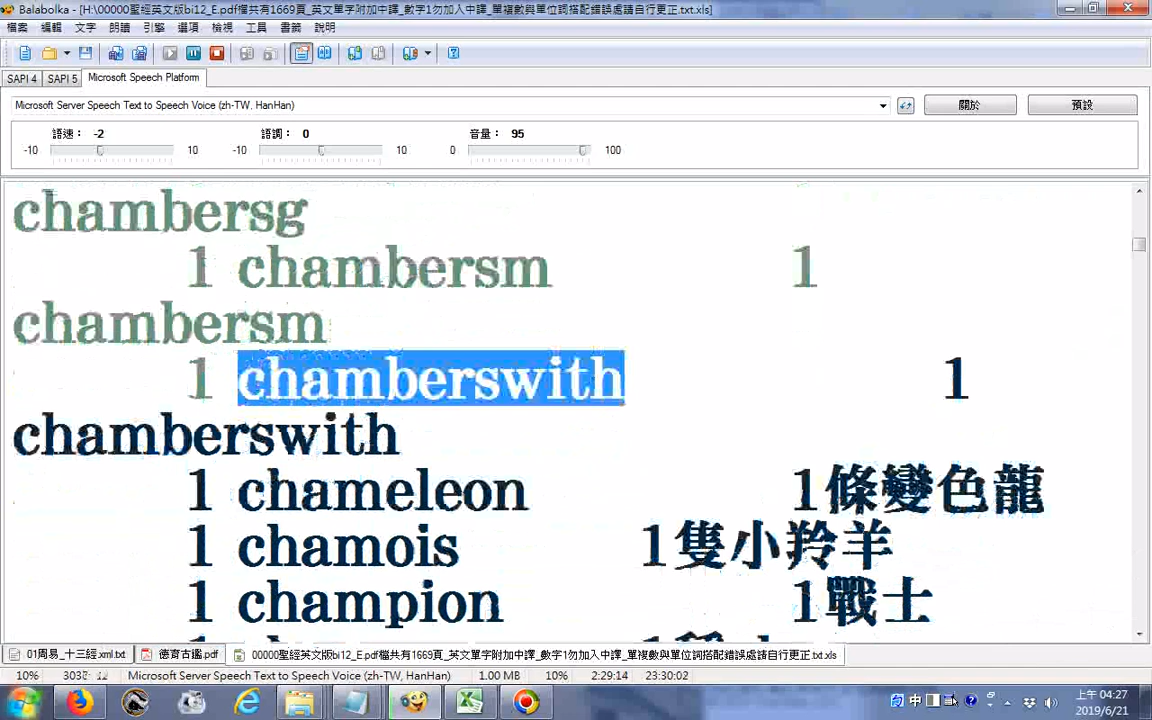 Balabolka - [H:\00000聖經英文版bi12_E.pdf檔共有1669頁_英文單字附加中譯_數字1勿加入中譯_單複數與單位詞搭配錯誤處請自行更正.txt.xls]
檔案 編輯 文字 朗讀 引擎 選項 檢視 工具 書籤 說明
SAPI 4 SAPI 5 Microsoft Speech Platform
Microsoft Server Speech Text to Speech Voice (zh-TW, HanHan) 關於 預設
語速： -2 語調： 0 音量： 95
-10 10 -10 10 0 100
chambersg
1 chambersm 1
chambersm
1 chamberswith 1
chamberswith
1 chameleon 1條變色龍
1 chamois 1隻小羚羊
1 champion 1戰士
01周易_十三經.xml.txt 德育古鑑.pdf 00000聖經英文版bi12_E.pdf檔共有1669頁_英文單字附加中譯_數字1勿加入中譯_單複數與單位詞搭配錯誤處請自行更正.txt.xls
10% Microsoft Server Speech Text to Speech Voice (zh-TW, HanHan) 1.00 MB 10% 2:29:14 23:30:02
中 上午 04:27
2019/6/21